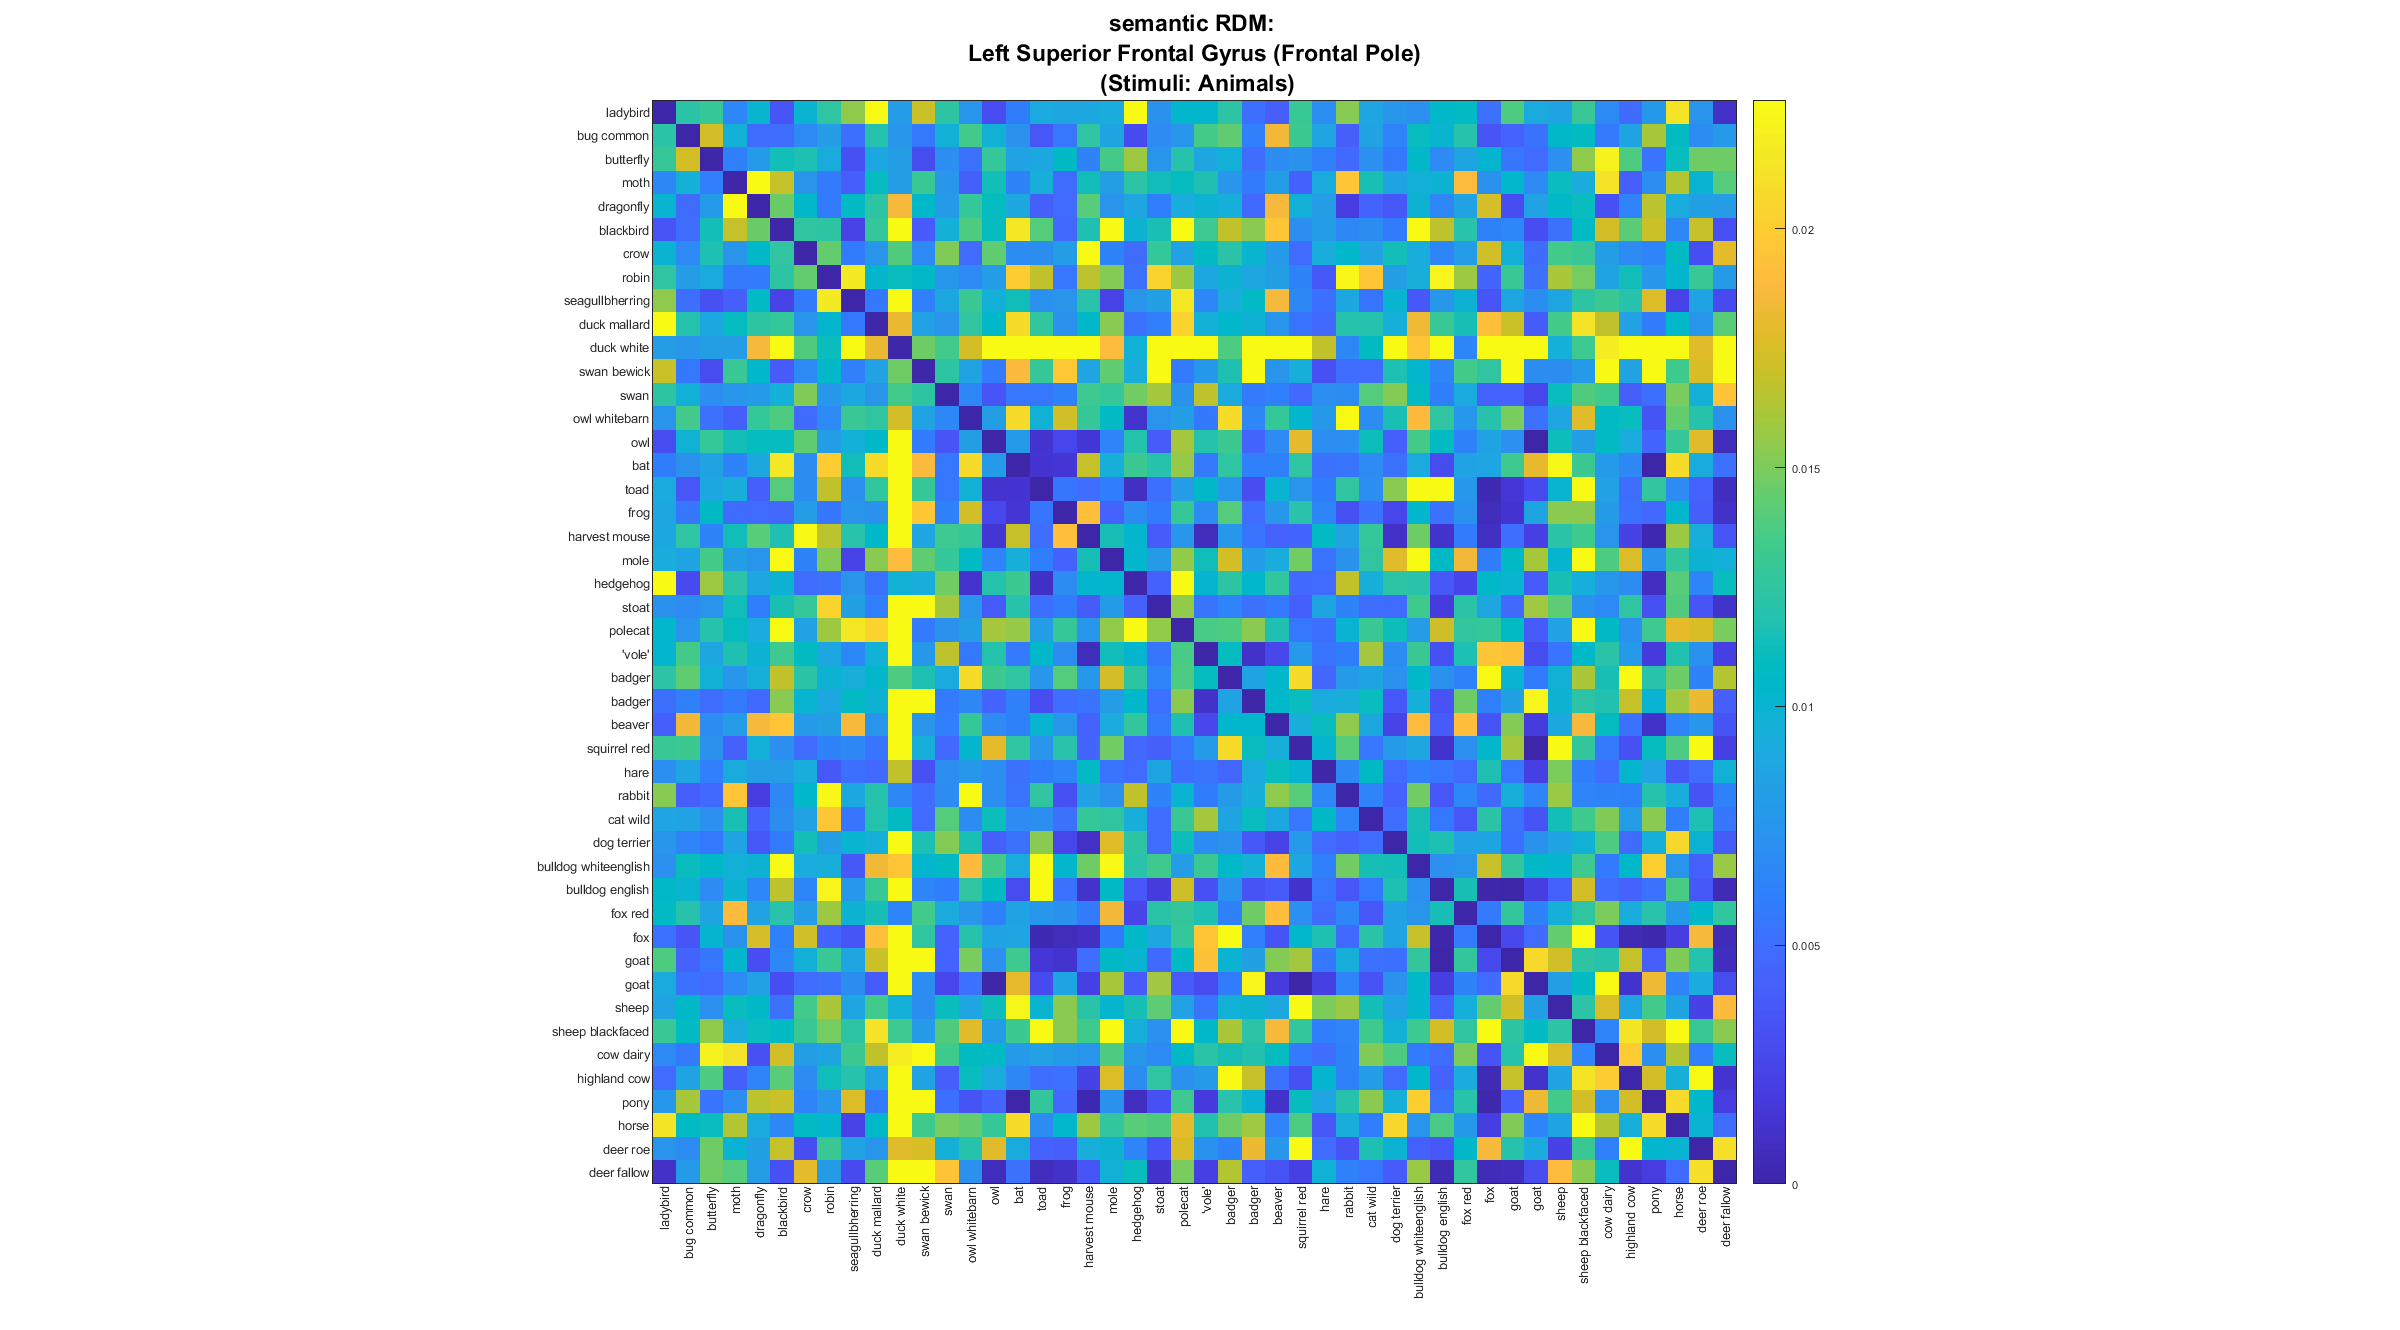 semantic RDM:
Left Superior Frontal Gyrus (Frontal Pole)
(Stimuli: Animals)
ladybird
bug common
butterfly
moth
dragonfly
blackbird
crow
robin
seagullbherring
duck mallard
duck white
swan bewick
swan
owl whitebarn
owl
bat
toad
frog
harvest mouse
mole
hedgehog
stoat
polecat
'vole'
badger
badger
beaver
squirrel red
hare
rabbit
cat wild
dog terrier
bulldog whiteenglish
bulldog english
fox red
fox
goat
goat
sheep
sheep blackfaced
cow dairy
highland cow
pony
horse
deer roe
deer fallow
ladybird
bug common
butterfly
moth
dragonfly
blackbird
crow
robin
seagullbherring
duck mallard
duck white
swan bewick
swan
owl whitebarn
owl
bat
toad
frog
harvest mouse
mole
hedgehog
stoat
polecat
'vole'
badger
badger
beaver
squirrel red
hare
rabbit
cat wild
dog terrier
bulldog whiteenglish
bulldog english
fox red
fox
goat
goat
sheep
sheep blackfaced
cow dairy
highland cow
pony
horse
deer roe
deer fallow
0.02
0.015
0.01
0.005
0